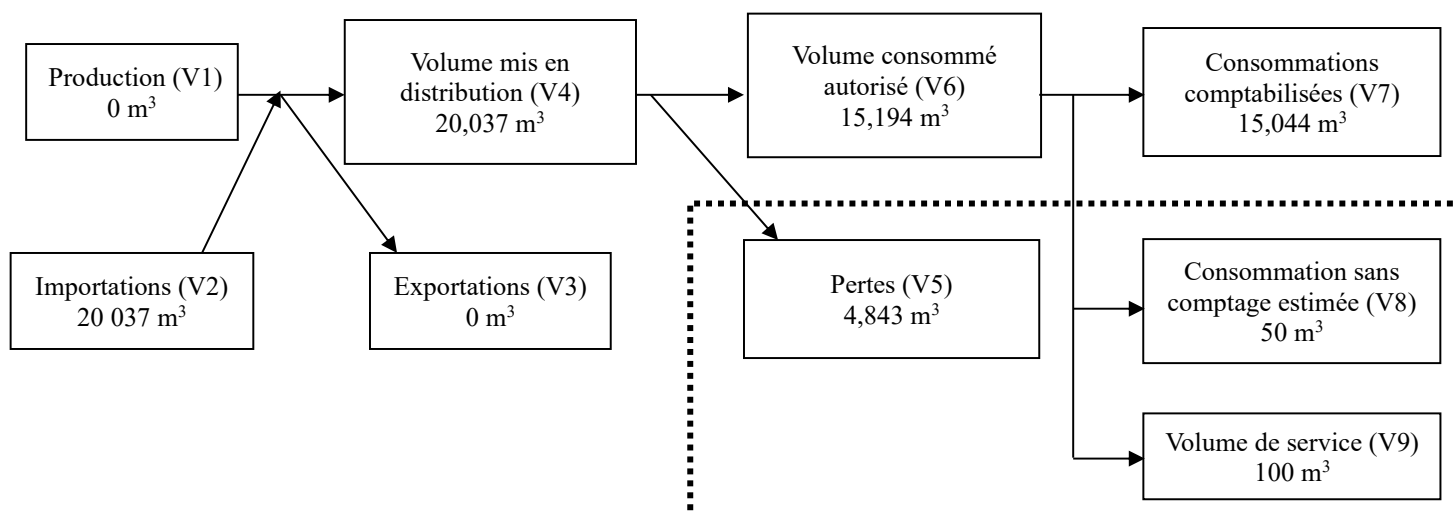 Production (V1)
0 m³
Volume mis en
distribution (V4)
20,037 m³
Volume consommé
autorisé (V6)
15,194 m³
Consommations
comptabilisées (V7)
15,044 m³
Importations (V2)
20 037 m³
Exportations (V3)
0 m³
Pertes (V5)
4,843 m³
Consommation sans
comptage estimée (V8)
50 m³
Volume de service (V9)
100 m³